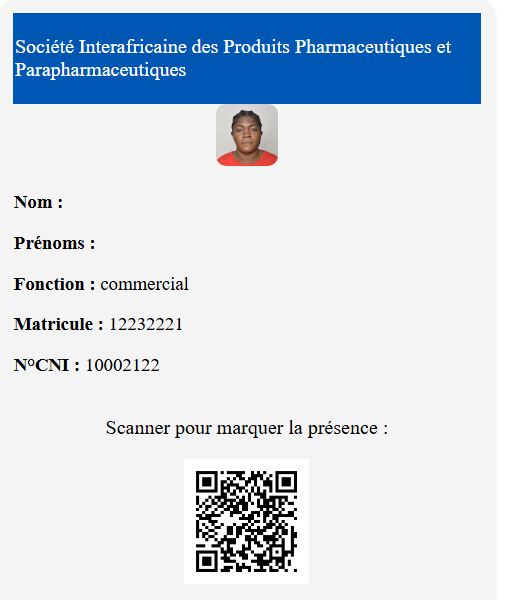 Société Interafricaine des Produits Pharmaceutiques et
Parapharmaceutiques
Nom :
Prénoms :
Fonction : commercial
Matricule : 12232221
N°CNI : 10002122
Scanner pour marquer la présence :